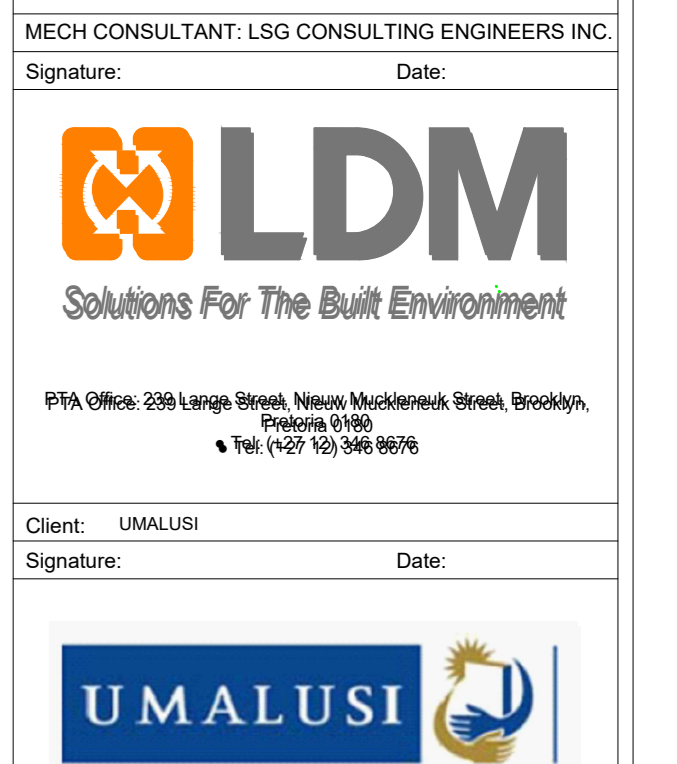 MECH CONSULTANT: LSG CONSULTING ENGINEERS INC.
Signature: Date:
LDM
Solutions For The Built Environment
PTA Office: 239 Lange Street, Nieuw Muckleneuk Street, Brooklyn,
Pretoria 0180
• Tel: (+27 12) 346 8676
Client: UMALUSI
Signature: Date:
UMALUSI